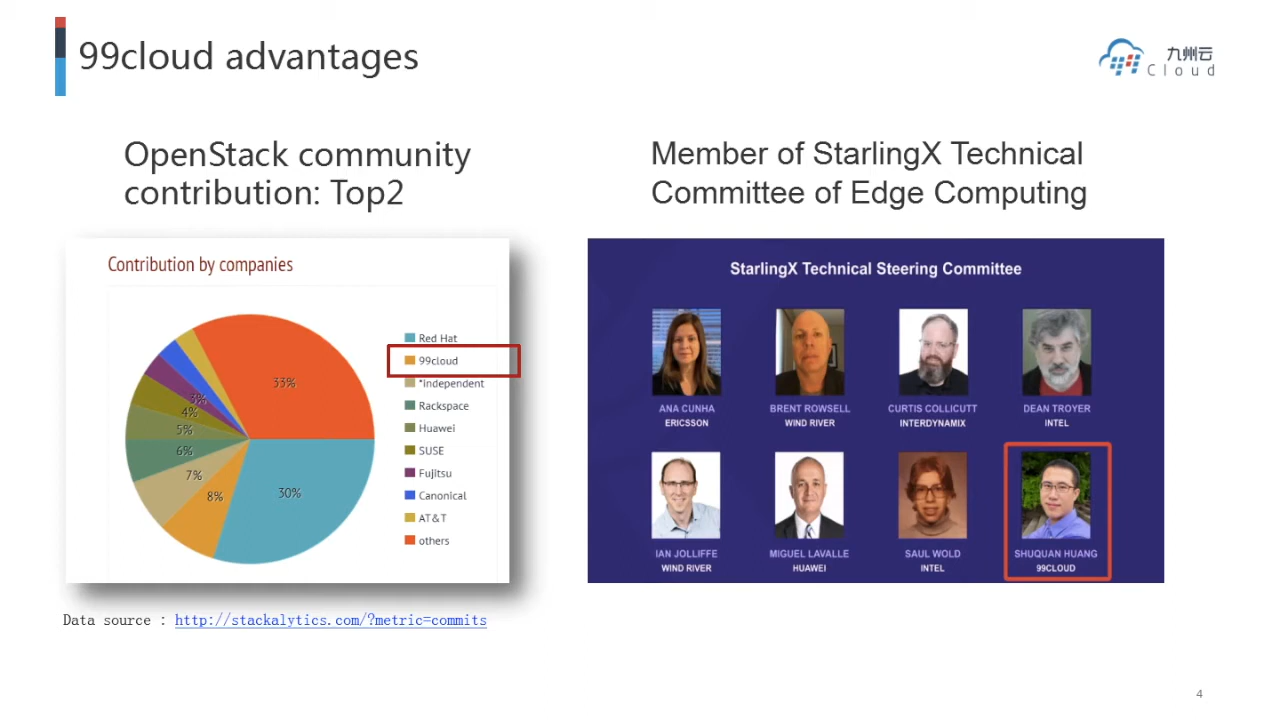 99cloud advantages
九州云
Cloud
OpenStack community
contribution: Top2
Contribution by companies
33%
3%
4%
5%
6%
7%
8%
30%
Red Hat
99cloud
*Independent
Rackspace
Huawei
SUSE
Fujitsu
Canonical
AT&T
others
Data source : http://stackalytics.com/?metric=commits
Member of StarlingX Technical
Committee of Edge Computing
StarlingX Technical Steering Committee
ANA CUNHA
ERICSSON
BRENT ROWSELL
WIND RIVER
CURTIS COLLICUTT
INTERDYNAMIX
DEAN TROYER
INTEL
IAN JOLLIFFE
WIND RIVER
MIGUEL LAVALLE
HUAWEI
SAUL WOLD
INTEL
SHUQUAN HUANG
99CLOUD
4